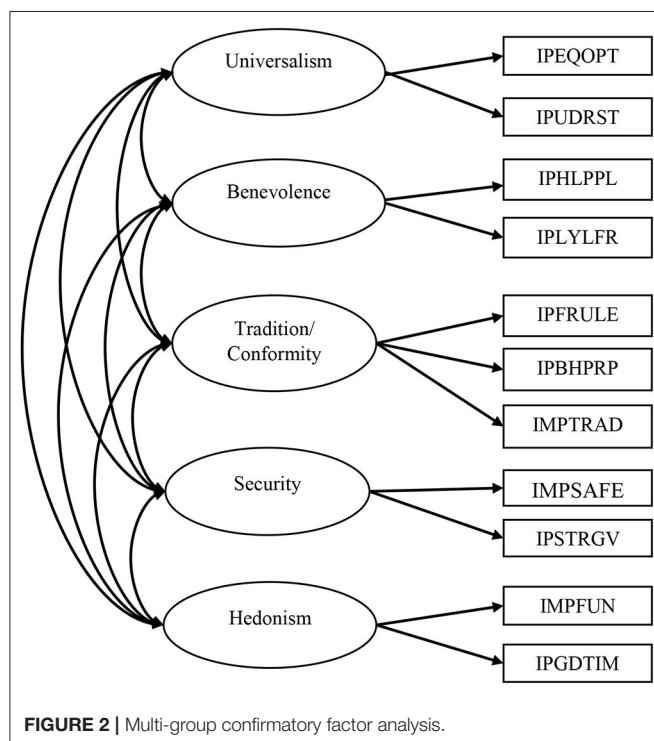 Universalism
IPEQOPT
IPUDRST
Benevolence
IPHLPPL
IPLYLFR
Tradition/
Conformity
IPFRULE
IPBHPRP
IMPTRAD
Security
IMPSAFE
IPSTRGV
Hedonism
IMPFUN
IPGDTIM
FIGURE 2 | Multi-group confirmatory factor analysis.